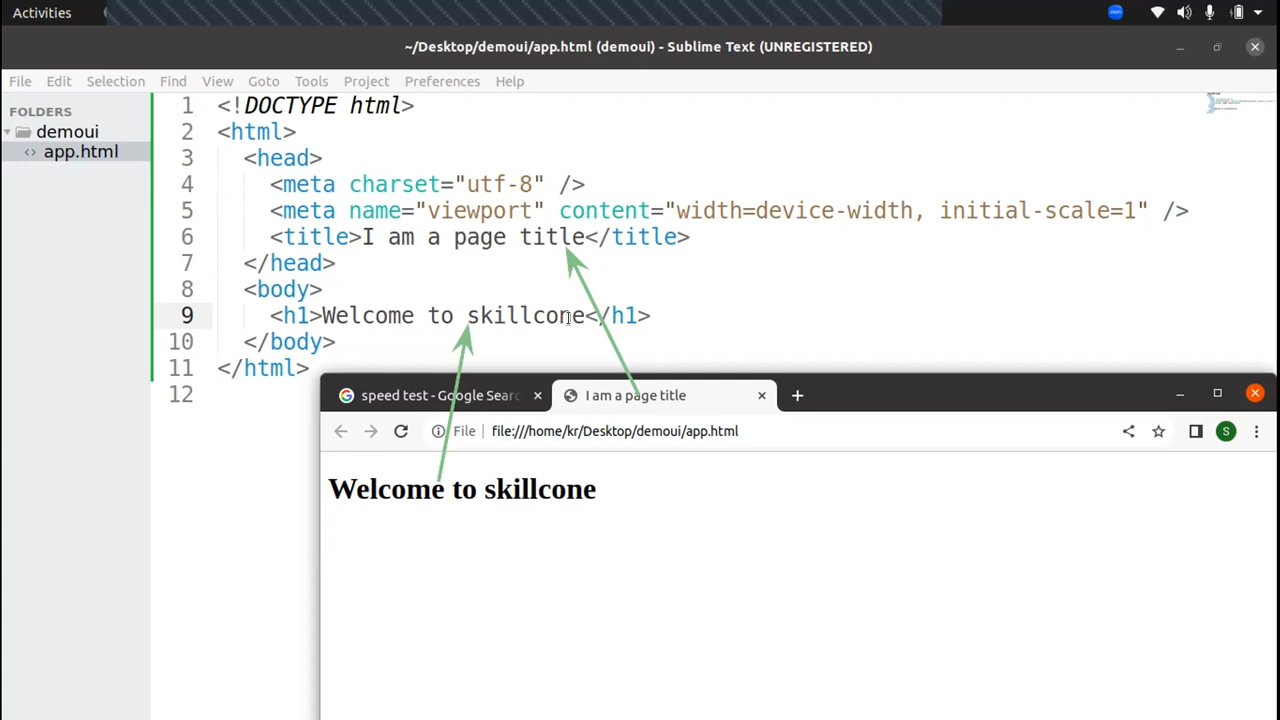 Activities
~/Desktop/demoui/app.html (demoui) - Sublime Text (UNREGISTERED)
File Edit Selection Find View Goto Tools Project Preferences Help
FOLDERS
demoui
<> app.html
1 <!DOCTYPE html>
2 <html>
3 <head>
4 <meta charset="utf-8" />
5 <meta name="viewport" content="width=device-width, initial-scale=1" />
6 <title>I am a page title</title>
7 </head>
8 <body>
9 <h1>Welcome to skillcone</h1>
10 </body>
11 </html>
12
speed test - Google Searc
I am a page title
File file:///home/kr/Desktop/demoui/app.html
S
Welcome to skillcone